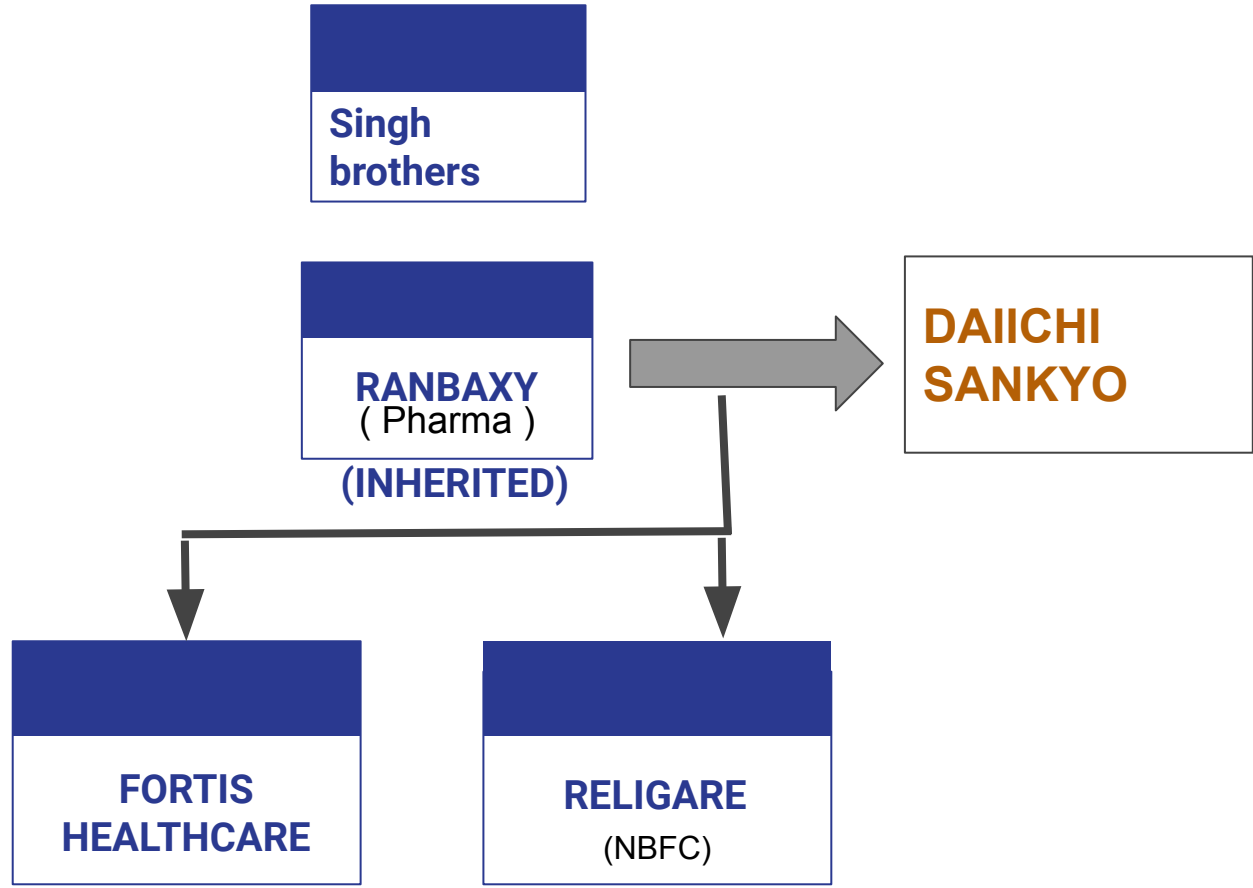 Singh
brothers
RANBAXY
( Pharma )
(INHERITED)
DAIICHI
SANKYO
FORTIS
HEALTHCARE
RELIGARE
(NBFC)